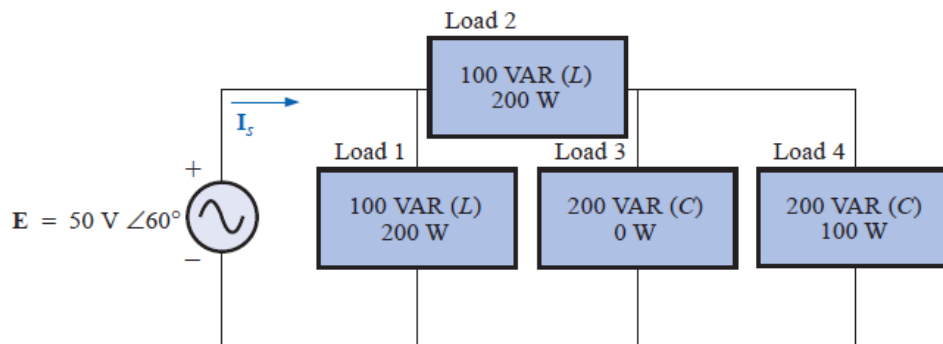 Load 2
100 VAR (L)
200 W
I_s
Load 1
Load 3
Load 4
+
100 VAR (L)
200 W
200 VAR (C)
0 W
200 VAR (C)
100 W
E = 50 V ∠60°
−